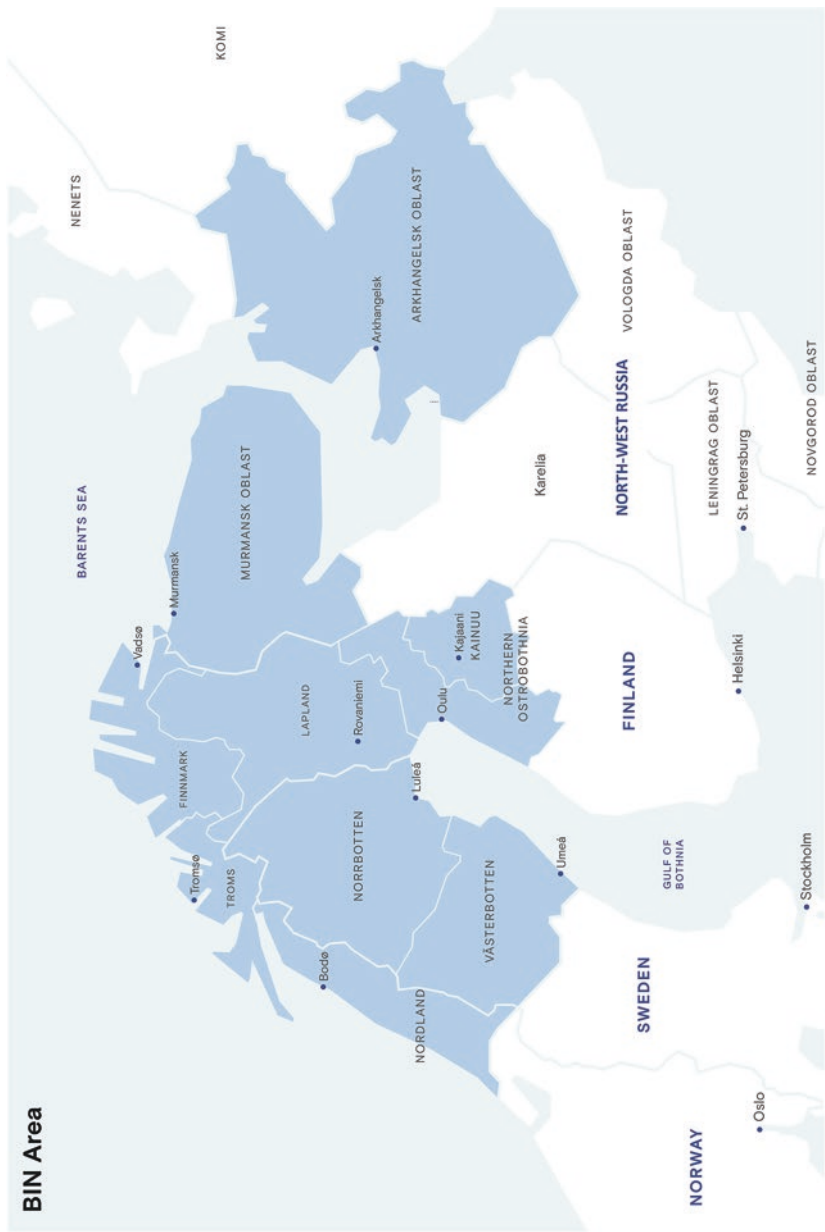 BIN Area
BARENTS SEA
NENETS
KOMI
Vadsø
Murmansk
Tromsø
FINNMARK
TROMS
MURMANSK OBLAST
LAPLAND
Arkhangelsk
ARKHANGELSK OBLAST
Bodø
NORRBOTTEN
Rovaniemi
Luleå
Oulu
Kajaani
KAINUU
NORDLAND
VÄSTERBOTTEN
NORTHERN
OSTROBOTHNIA
Karelia
Umeå
VOLOGDA OBLAST
NORTH-WEST RUSSIA
FINLAND
SWEDEN
GULF OF
BOTHNIA
NORWAY
LENINGRAG OBLAST
St. Petersburg
Helsinki
Oslo
Stockholm
NOVGOROD OBLAST